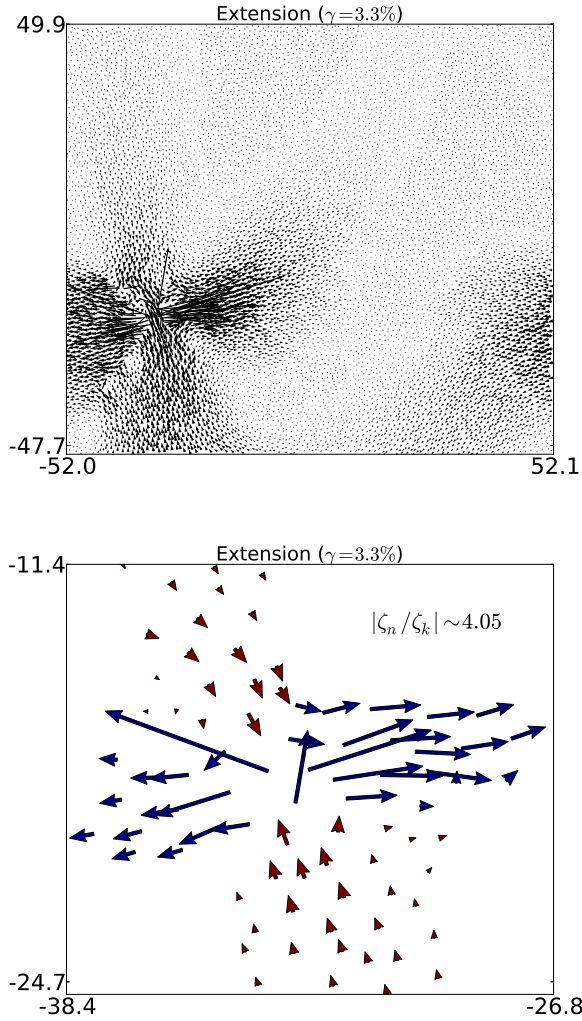 Extension (γ=3.3%)
49.9
-47.7
-52.0 52.1
Extension (γ=3.3%)
-11.4
|ζn/ζk|∼4.05
-24.7
-38.4 -26.8